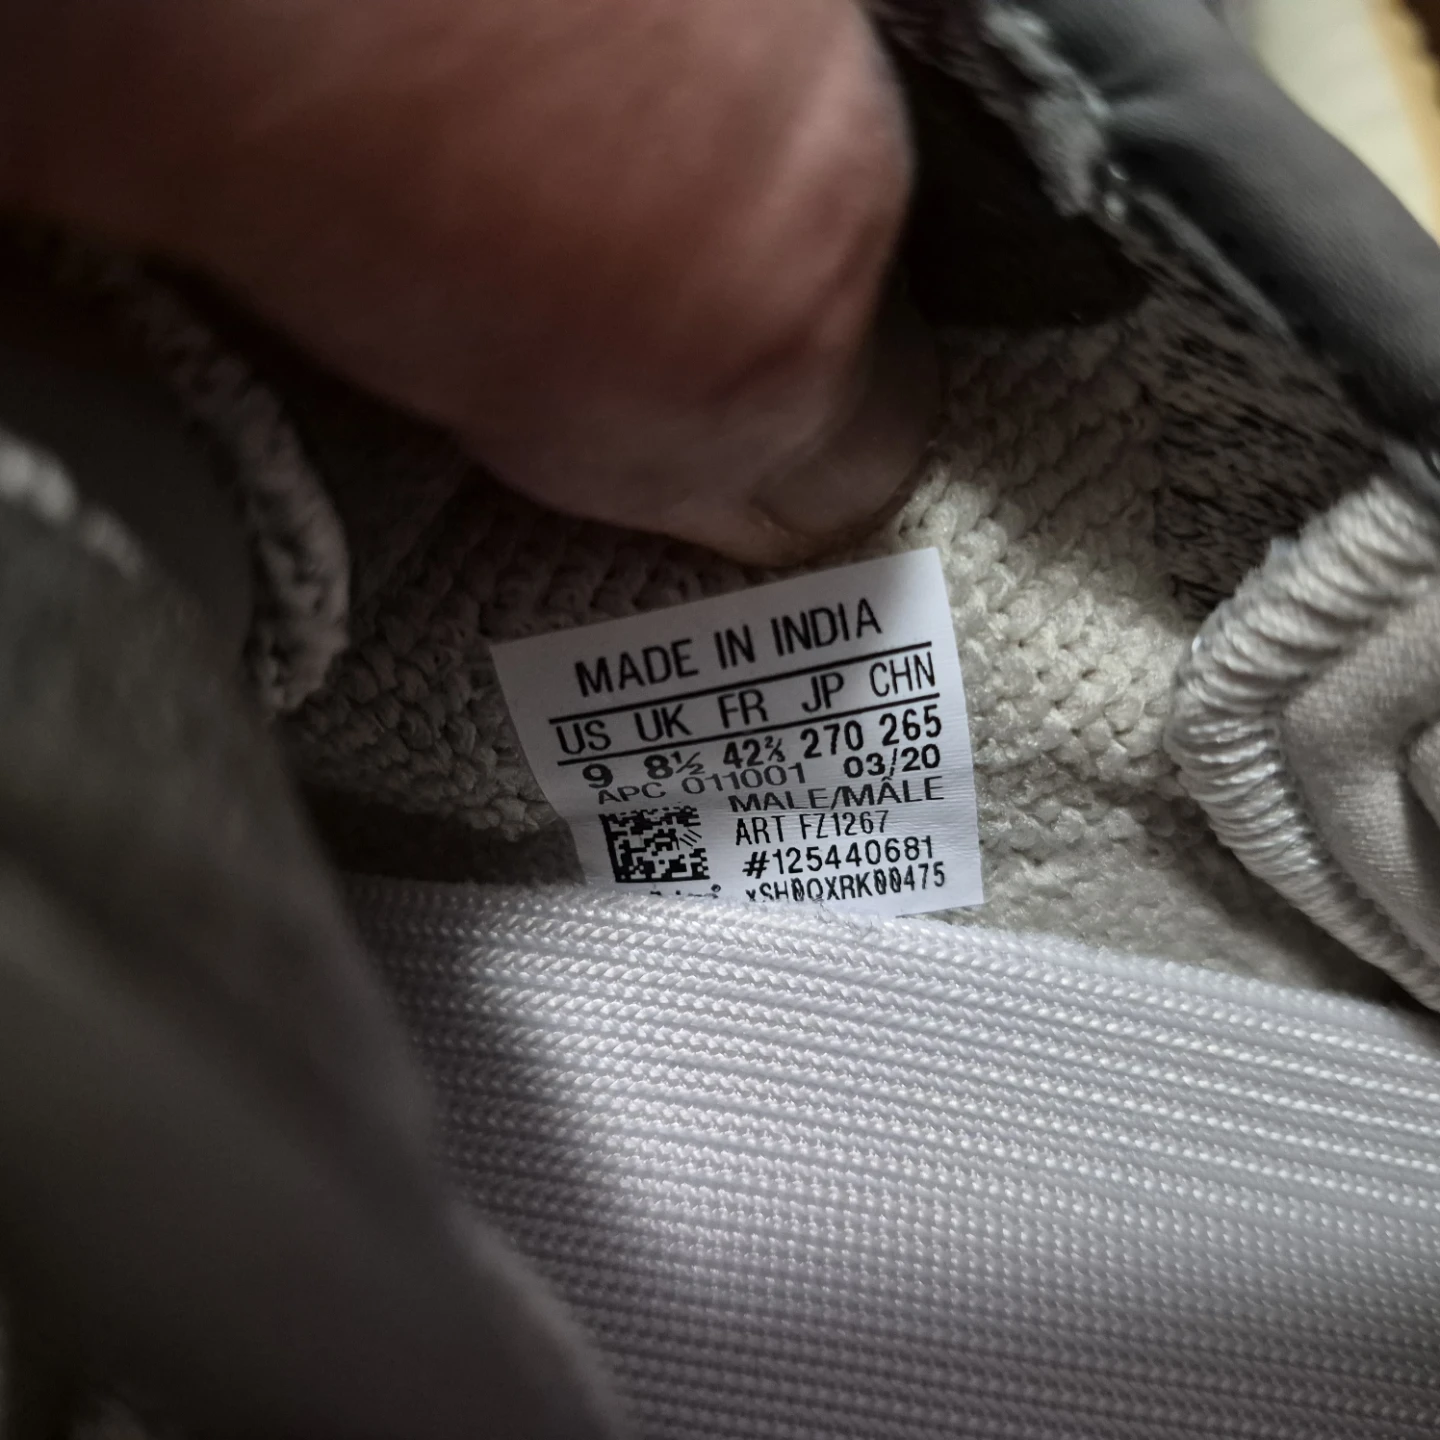 MADE IN INDIA
US UK FR JP CHN
9 8½ 42⅔ 270 265
APC 011001 03/20
MALE/MÂLE
ART FZ1267
#125440681
xSH0QXRK00475